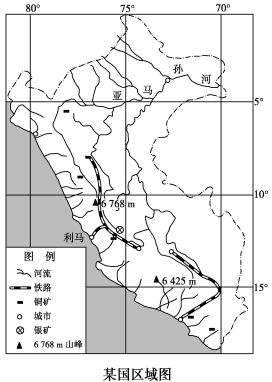 80° 75° 70°
5°
孙
亚 马 河
10°
6 768 m
利马
图 例
河流
铁路
铜矿
城市
银矿
6 768 m 山峰
6 425 m
15°
某国区域图